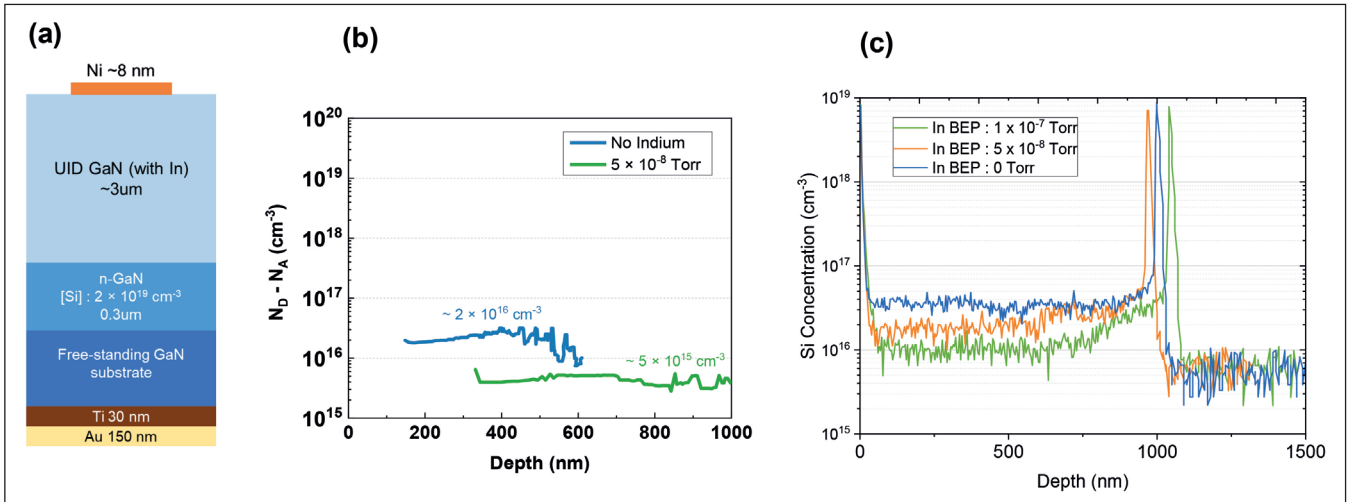 (a)
Ni ~8 nm
UID GaN (with In)
~3um
n-GaN
[Si] : 2 × 10¹⁹ cm⁻³
0.3um
Free-standing GaN
substrate
Ti 30 nm
Au 150 nm
(b)
N_D - N_A (cm⁻³)
10²⁰
10¹⁹
10¹⁸
10¹⁷
10¹⁶
10¹⁵
No Indium
5 × 10⁻⁸ Torr
~ 2 × 10¹⁶ cm⁻³
~ 5 × 10¹⁵ cm⁻³
0 200 400 600 800 1000
Depth (nm)
(c)
Si Concentration (cm⁻³)
10¹⁹
10¹⁸
10¹⁷
10¹⁶
10¹⁵
In BEP : 1 x 10⁻⁷ Torr
In BEP : 5 x 10⁻⁸ Torr
In BEP : 0 Torr
0 500 1000 1500
Depth (nm)